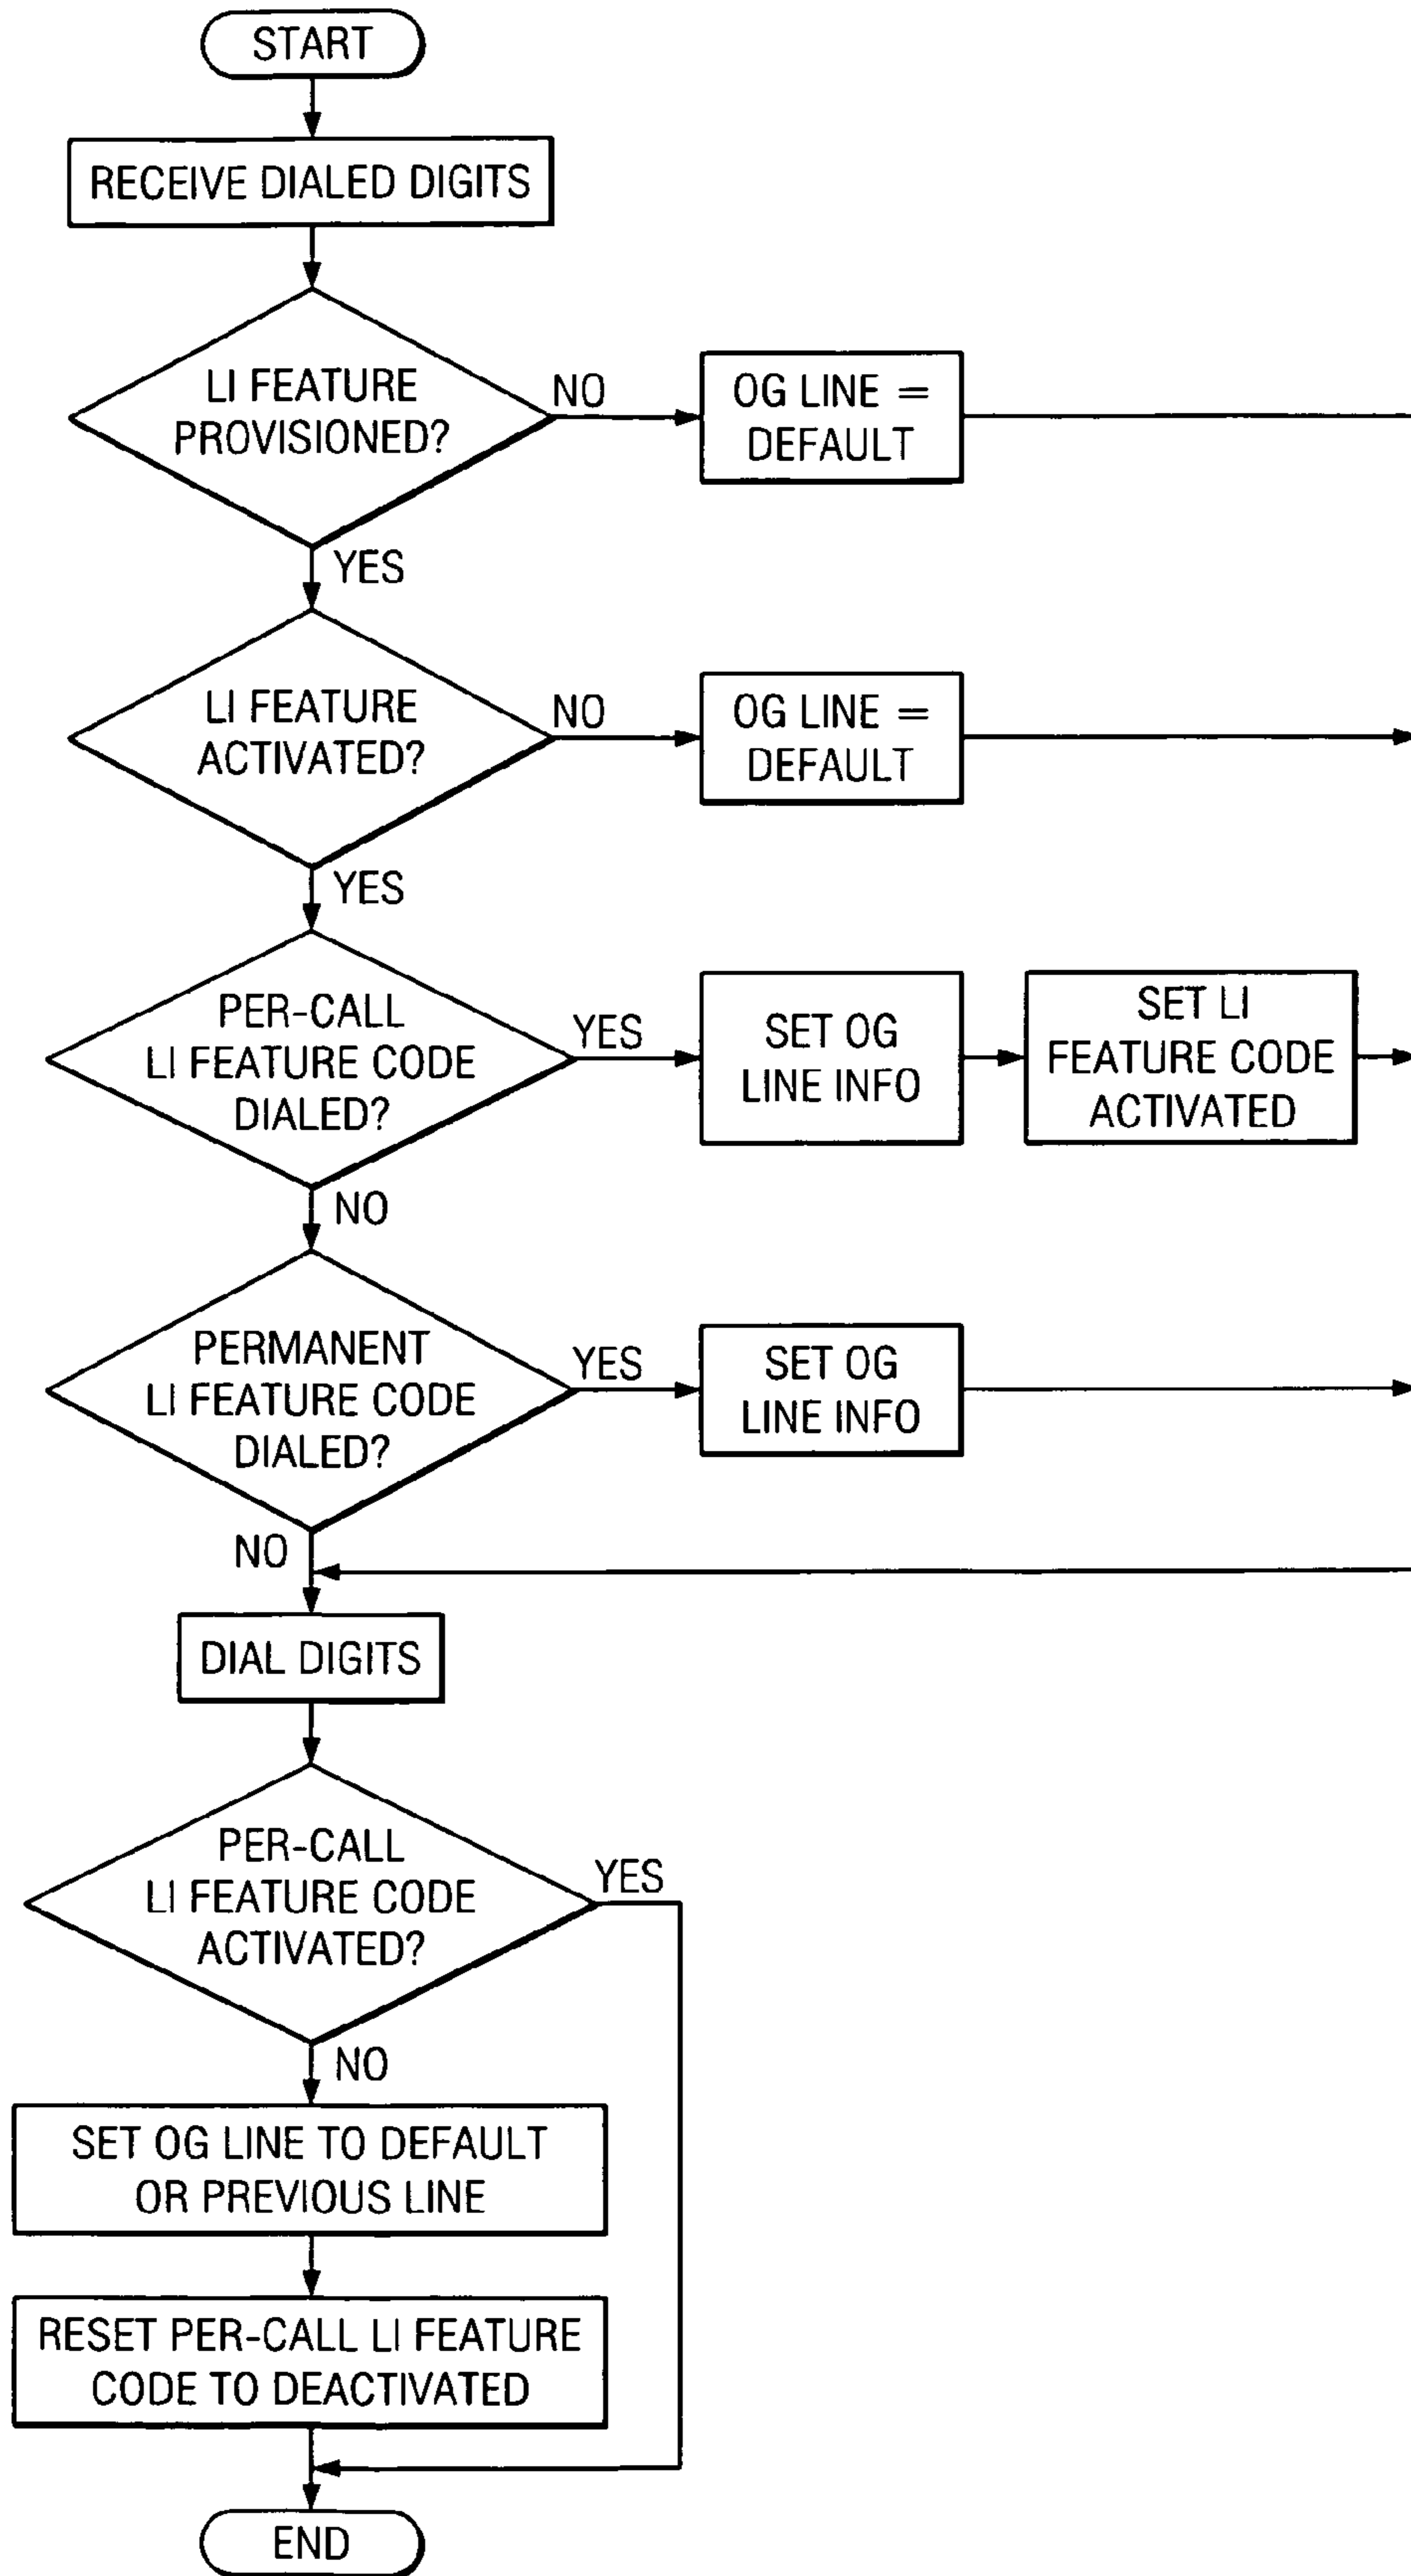 START
RECEIVE DIALED DIGITS
LI FEATURE
PROVISIONED?
NO
OG LINE =
DEFAULT
YES
LI FEATURE
ACTIVATED?
NO
OG LINE =
DEFAULT
YES
PER-CALL
LI FEATURE CODE
DIALED?
YES
SET OG
LINE INFO
SET LI
FEATURE CODE
ACTIVATED
NO
PERMANENT
LI FEATURE CODE
DIALED?
YES
SET OG
LINE INFO
NO
DIAL DIGITS
PER-CALL
LI FEATURE CODE
ACTIVATED?
YES
NO
SET OG LINE TO DEFAULT
OR PREVIOUS LINE
RESET PER-CALL LI FEATURE
CODE TO DEACTIVATED
END